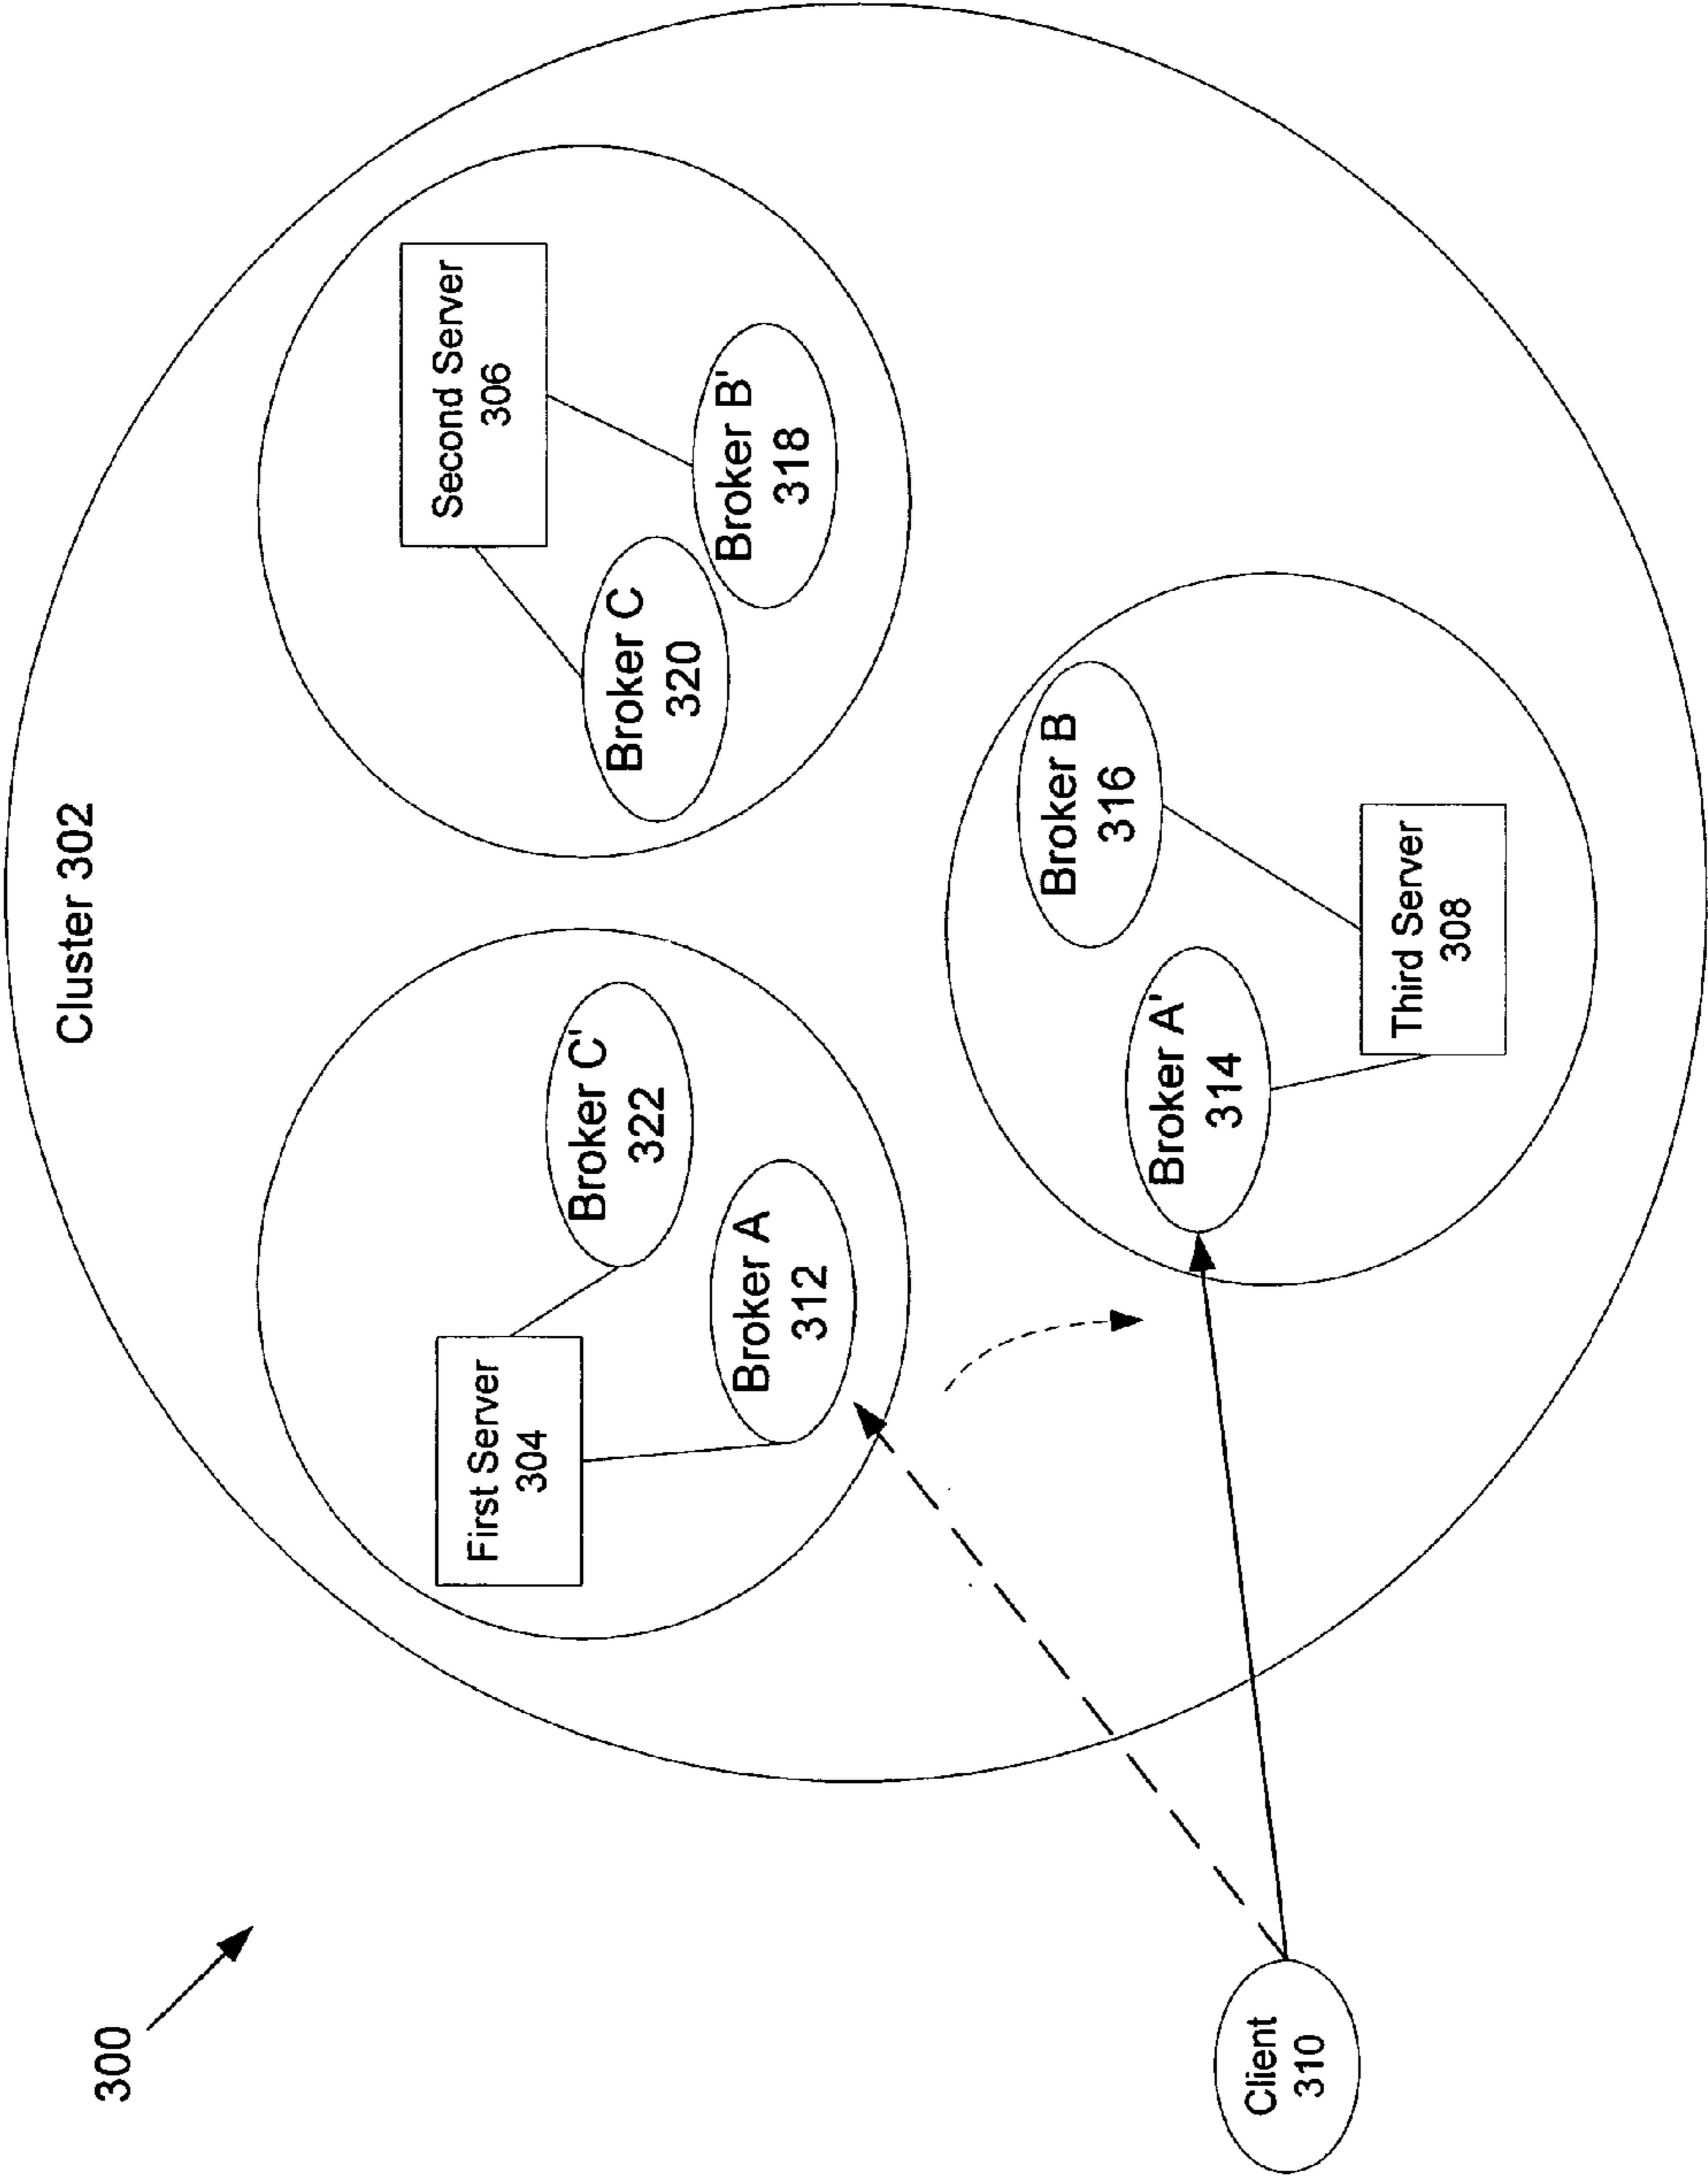 300
Cluster 302
First Server
304
Broker C'
322
Broker A
312
Second Server
306
Broker C
320
Broker B'
318
Broker A'
314
Broker B
316
Third Server
308
Client
310